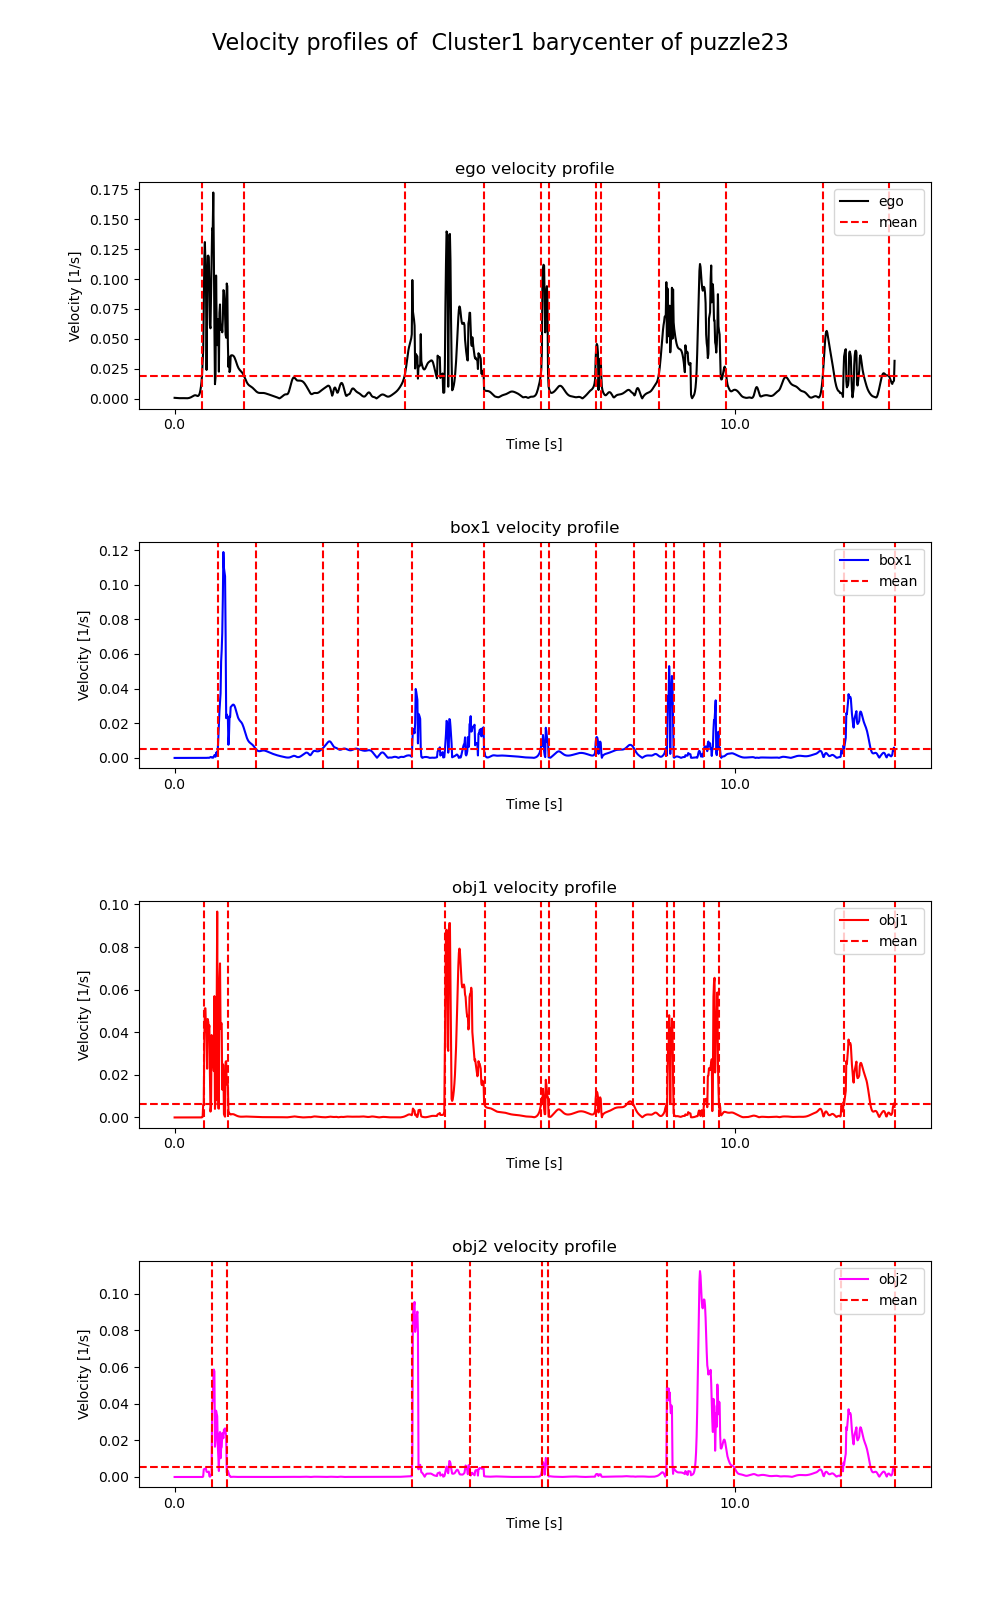 Velocity profiles of  Cluster1 barycenter of puzzle23
ego velocity profile
Velocity [1/s]
0.175
0.150
0.125
0.100
0.075
0.050
0.025
0.000
ego
mean
0.0
10.0
Time [s]
box1 velocity profile
Velocity [1/s]
0.12
0.10
0.08
0.06
0.04
0.02
0.00
box1
mean
0.0
10.0
Time [s]
obj1 velocity profile
Velocity [1/s]
0.10
0.08
0.06
0.04
0.02
0.00
obj1
mean
0.0
10.0
Time [s]
obj2 velocity profile
Velocity [1/s]
0.10
0.08
0.06
0.04
0.02
0.00
obj2
mean
0.0
10.0
Time [s]